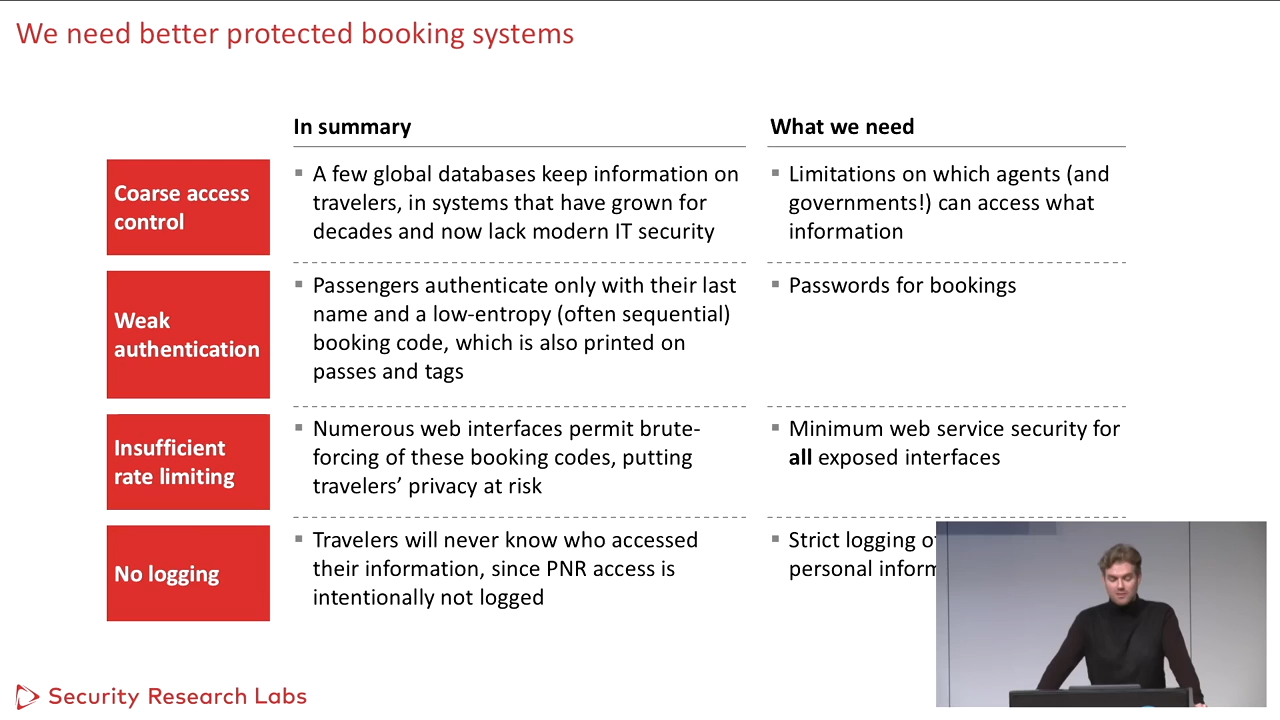 We need better protected booking systems
In summary
What we need
Coarse access
control
▪ A few global databases keep information on
travelers, in systems that have grown for
decades and now lack modern IT security
▪ Limitations on which agents (and
governments!) can access what
information
Weak
authentication
▪ Passengers authenticate only with their last
name and a low-entropy (often sequential)
booking code, which is also printed on
passes and tags
▪ Passwords for bookings
Insufficient
rate limiting
▪ Numerous web interfaces permit brute-
forcing of these booking codes, putting
travelers’ privacy at risk
▪ Minimum web service security for
all exposed interfaces
No logging
▪ Travelers will never know who accessed
their information, since PNR access is
intentionally not logged
▪ Strict logging
personal
Security Research Labs